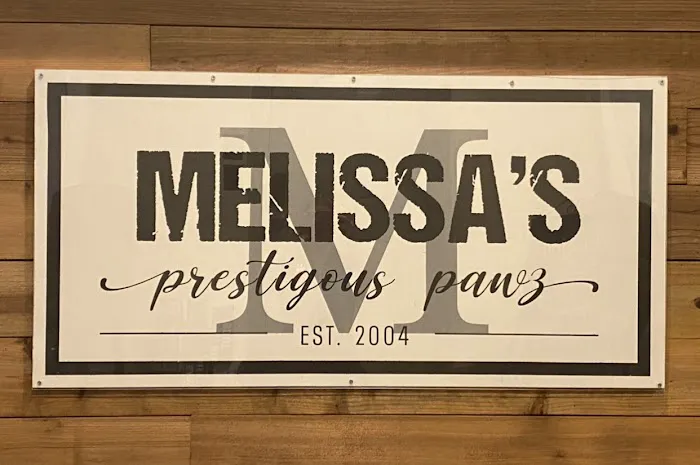 M
MELISSA'S
prestigous pawz
EST. 2004